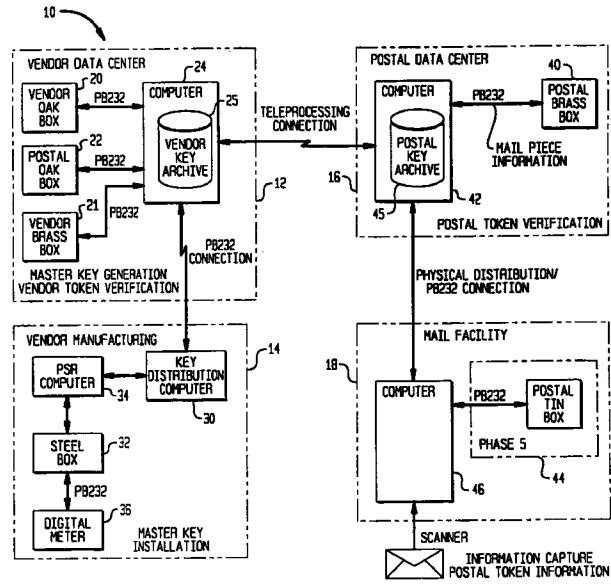 10
VENDOR DATA CENTER
20
VENDOR
OAK
BOX
PB232
22
POSTAL
OAK
BOX
PB232
21
VENDOR
BRASS BOX
PB232
24
COMPUTER
25
VENDOR
KEY
ARCHIVE
12
MASTER KEY GENERATION
VENDOR TOKEN VERIFICATION
TELEPROCESSING
CONNECTION
POSTAL DATA CENTER
COMPUTER
POSTAL
KEY
ARCHIVE
45
42
16
PB232
40
POSTAL
BRASS
BOX
MAIL PIECE
INFORMATION
POSTAL TOKEN VERIFICATION
PB232
CONNECTION
PHYSICAL DISTRIBUTION/
PB232 CONNECTION
VENDOR MANUFACTURING
14
PSR
COMPUTER
34
KEY
DISTRIBUTION
COMPUTER
30
STEEL
BOX
32
PB232
DIGITAL
METER
36
MASTER KEY
INSTALLATION
MAIL FACILITY
18
COMPUTER
46
PB232
POSTAL
TIN
BOX
PHASE 5
44
SCANNER
INFORMATION CAPTURE
POSTAL TOKEN INFORMATION